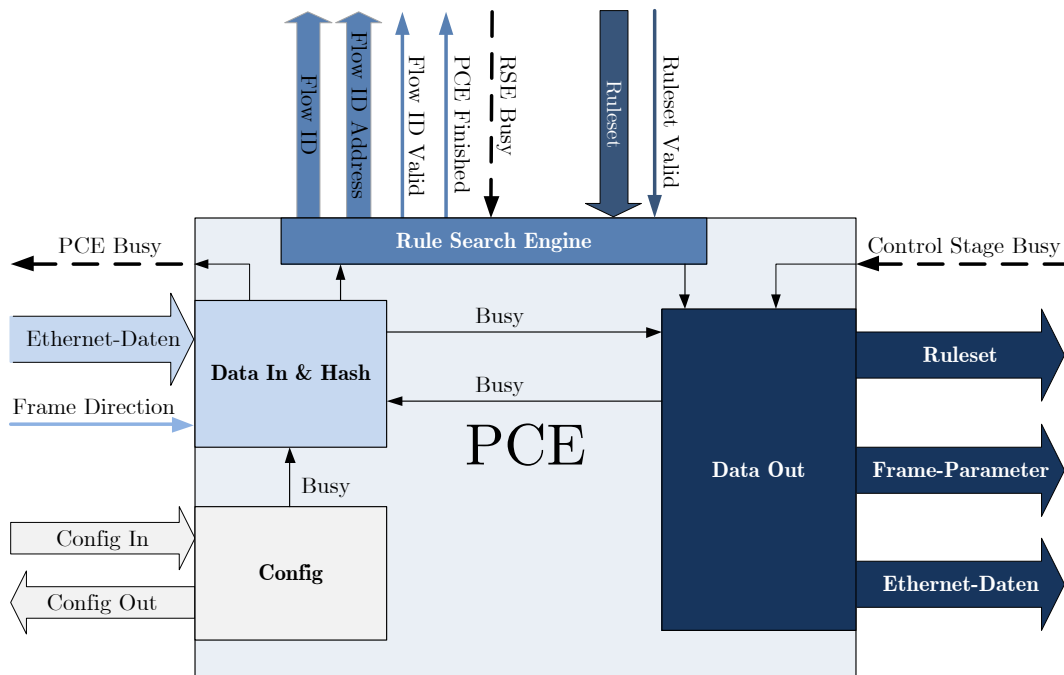 Flow ID
Flow ID Address
Flow ID Valid
PCE Finished
RSE Busy
Ruleset
Ruleset Valid
Rule Search Engine
PCE Busy
Control Stage Busy
Ethernet-Daten
Busy
Ruleset
Data In & Hash
Busy
Frame Direction
PCE
Data Out
Frame-Parameter
Busy
Config In
Config
Ethernet-Daten
Config Out